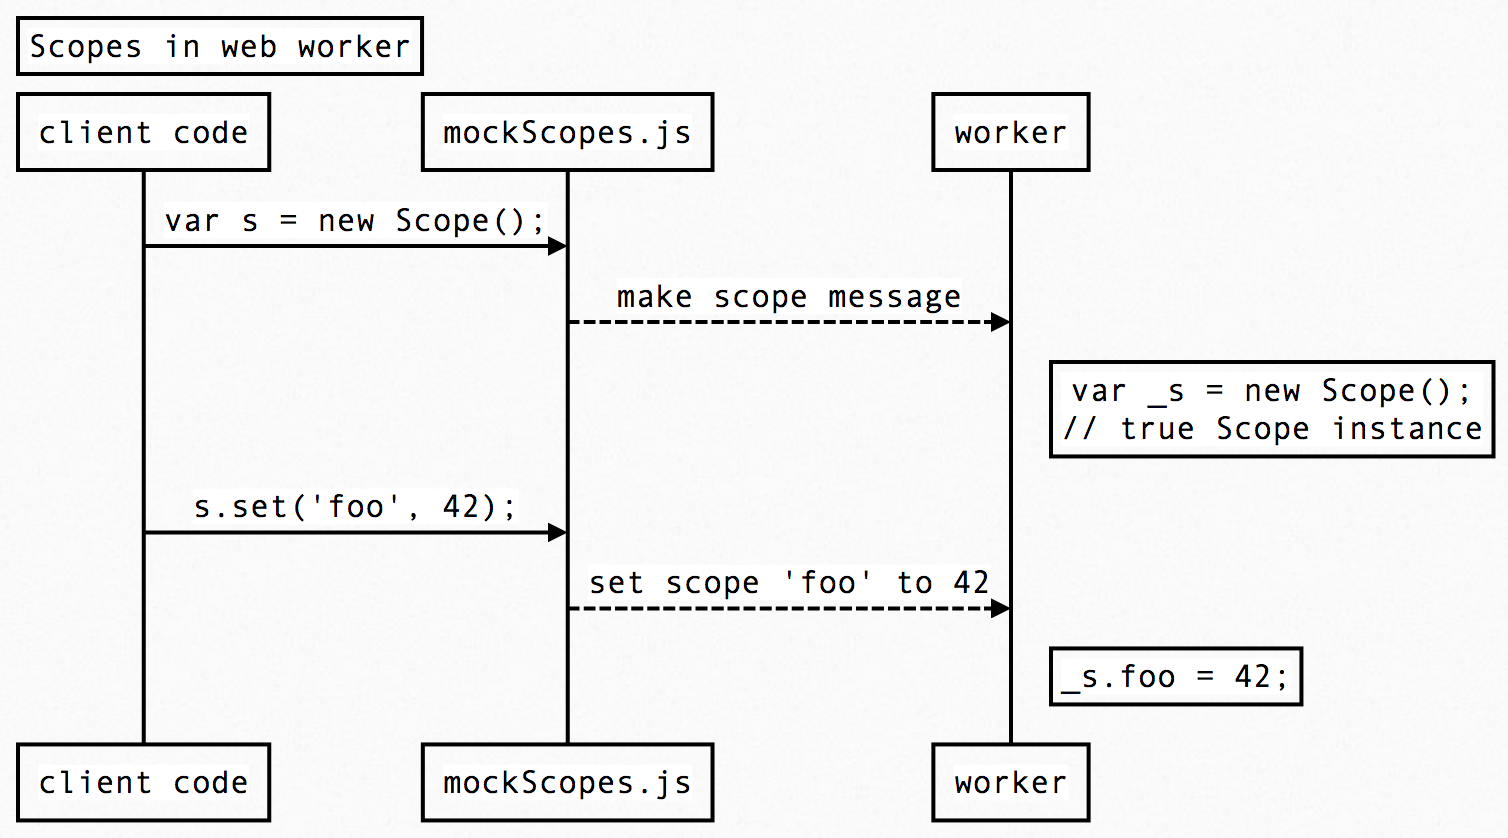 Scopes in web worker
client code
mockScopes.js
worker
var s = new Scope();
make scope message
var _s = new Scope();
// true Scope instance
s.set('foo', 42);
set scope 'foo' to 42
_s.foo = 42;
client code
mockScopes.js
worker